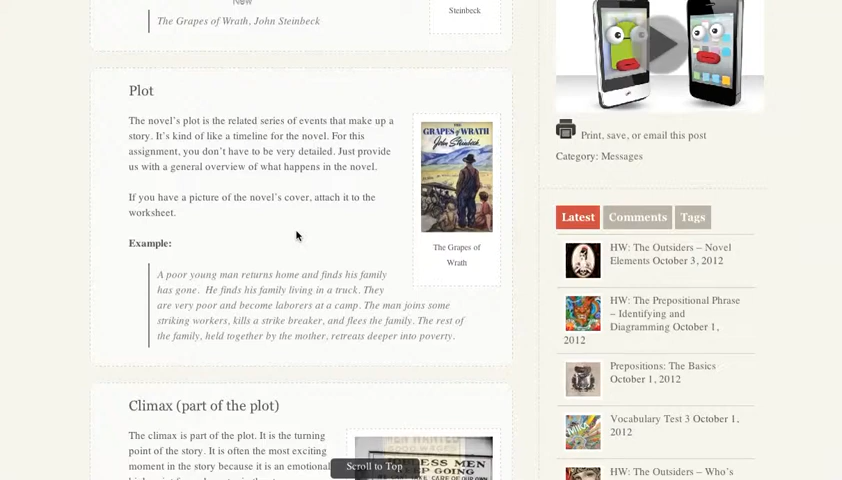 Now
The Grapes of Wrath, John Steinbeck
Steinbeck
Plot
The novel's plot is the related series of events that make up a
story. It's kind of like a timeline for the novel. For this
assignment, you don't have to be very detailed. Just provide
us with a general overview of what happens in the novel.
If you have a picture of the novel's cover, attach it to the
worksheet.
THE
GRAPES of WRATH
John Steinbeck
The Grapes of
Wrath
Example:
A poor young man returns home and finds his family
has gone. He finds his family living in a truck. They
are very poor and become laborers at a camp. The man joins some
striking workers, kills a strike breaker, and flees the family. The rest of
the family, held together by the mother, retreats deeper into poverty.
Climax (part of the plot)
The climax is part of the plot. It is the turning
point of the story. It is often the most exciting
moment in the story because it is an emotional
JOBLESS MEN
KEEP GOING
Scroll to Top
Print, save, or email this post
Category: Messages
Latest
Comments
Tags
HW: The Outsiders – Novel
Elements October 3, 2012
HW: The Prepositional Phrase
– Identifying and
Diagramming October 1,
2012
Prepositions: The Basics
October 1, 2012
Vocabulary Test 3 October 1,
2012
HW: The Outsiders – Who's